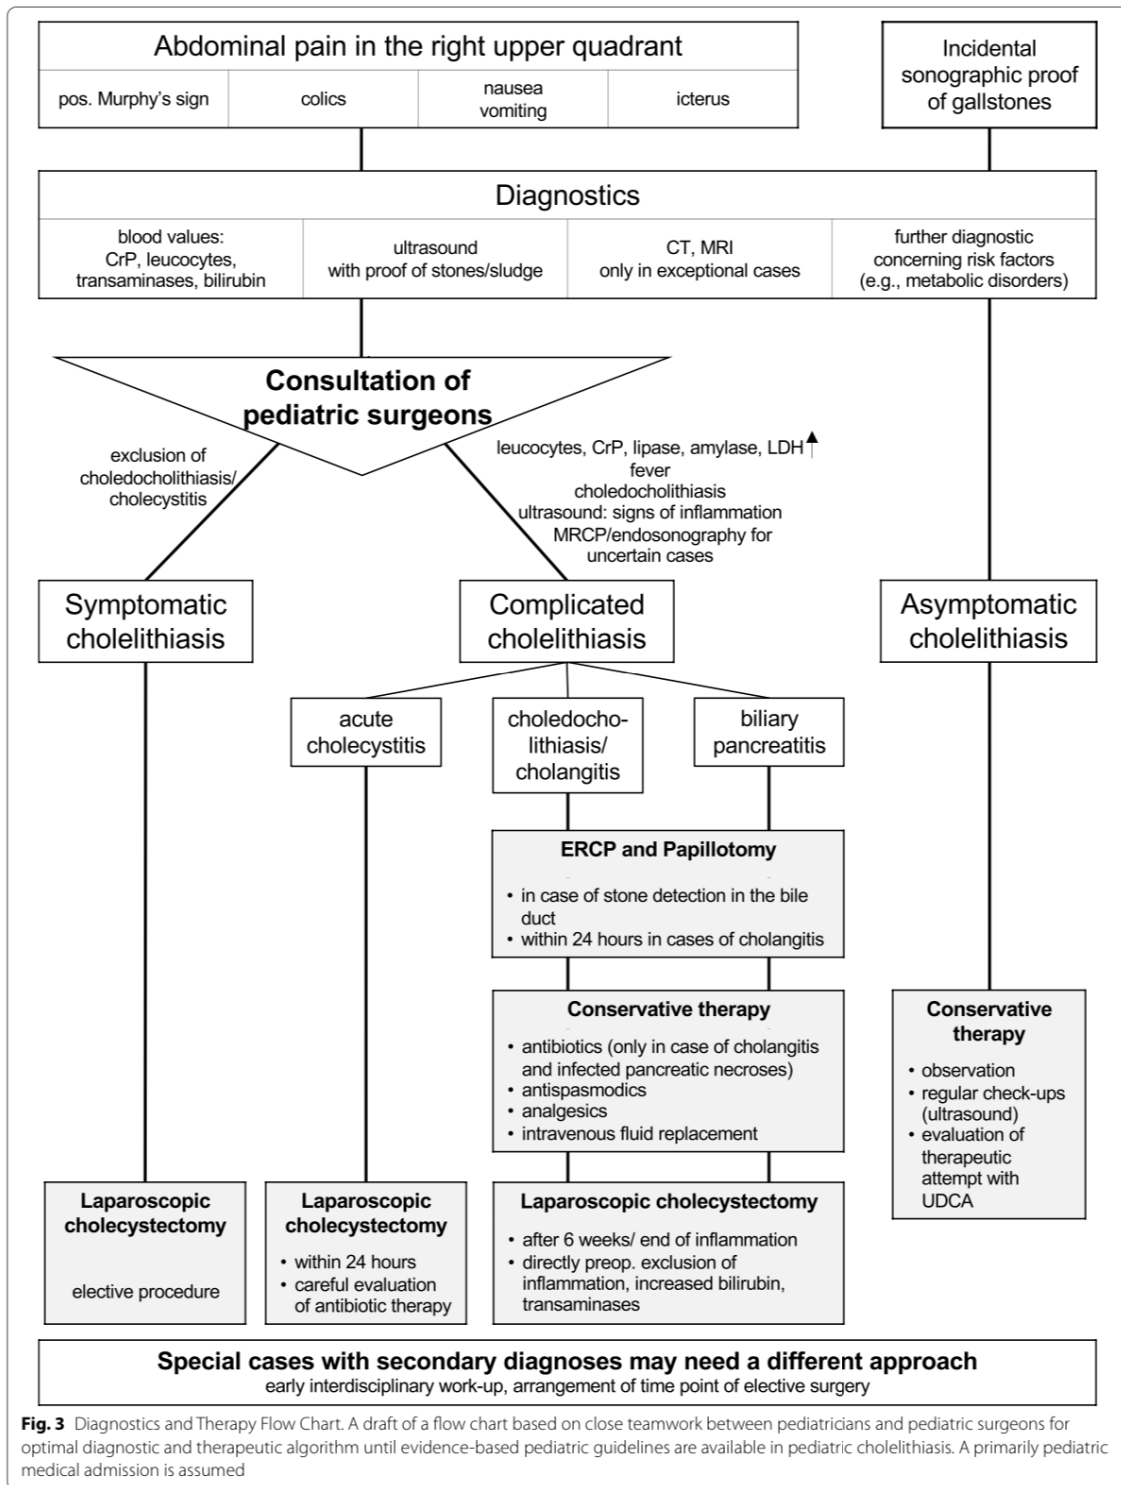 Abdominal pain in the right upper quadrant
pos. Murphy's sign
colics
nausea
vomiting
icterus
Incidental
sonographic proof
of gallstones
Diagnostics
blood values:
CrP, leucocytes,
transaminases, bilirubin
ultrasound
with proof of stones/sludge
CT, MRI
only in exceptional cases
further diagnostic
concerning risk factors
(e.g., metabolic disorders)
Consultation of
pediatric surgeons
exclusion of
choledocholithiasis/
cholecystitis
leucocytes, CrP, lipase, amylase, LDH
fever
choledocholithiasis
ultrasound: signs of inflammation
MRCP/endosonography for
uncertain cases
Symptomatic
cholelithiasis
Complicated
cholelithiasis
Asymptomatic
cholelithiasis
acute
cholecystitis
choledocho-
lithiasis/
cholangitis
biliary
pancreatitis
ERCP and Papillotomy
• in case of stone detection in the bile
duct
• within 24 hours in cases of cholangitis
Conservative therapy
• antibiotics (only in case of cholangitis
and infected pancreatic necroses)
• antispasmodics
• analgesics
• intravenous fluid replacement
Conservative
therapy
• observation
• regular check-ups
(ultrasound)
• evaluation of
therapeutic
attempt with
UDCA
Laparoscopic
cholecystectomy
elective procedure
Laparoscopic
cholecystectomy
• within 24 hours
• careful evaluation
of antibiotic therapy
Laparoscopic cholecystectomy
• after 6 weeks/ end of inflammation
• directly preop. exclusion of
inflammation, increased bilirubin,
transaminases
Special cases with secondary diagnoses may need a different approach
early interdisciplinary work-up, arrangement of time point of elective surgery
Fig. 3 Diagnostics and Therapy Flow Chart. A draft of a flow chart based on close teamwork between pediatricians and pediatric surgeons for
optimal diagnostic and therapeutic algorithm until evidence-based pediatric guidelines are available in pediatric cholelithiasis. A primarily pediatric
medical admission is assumed